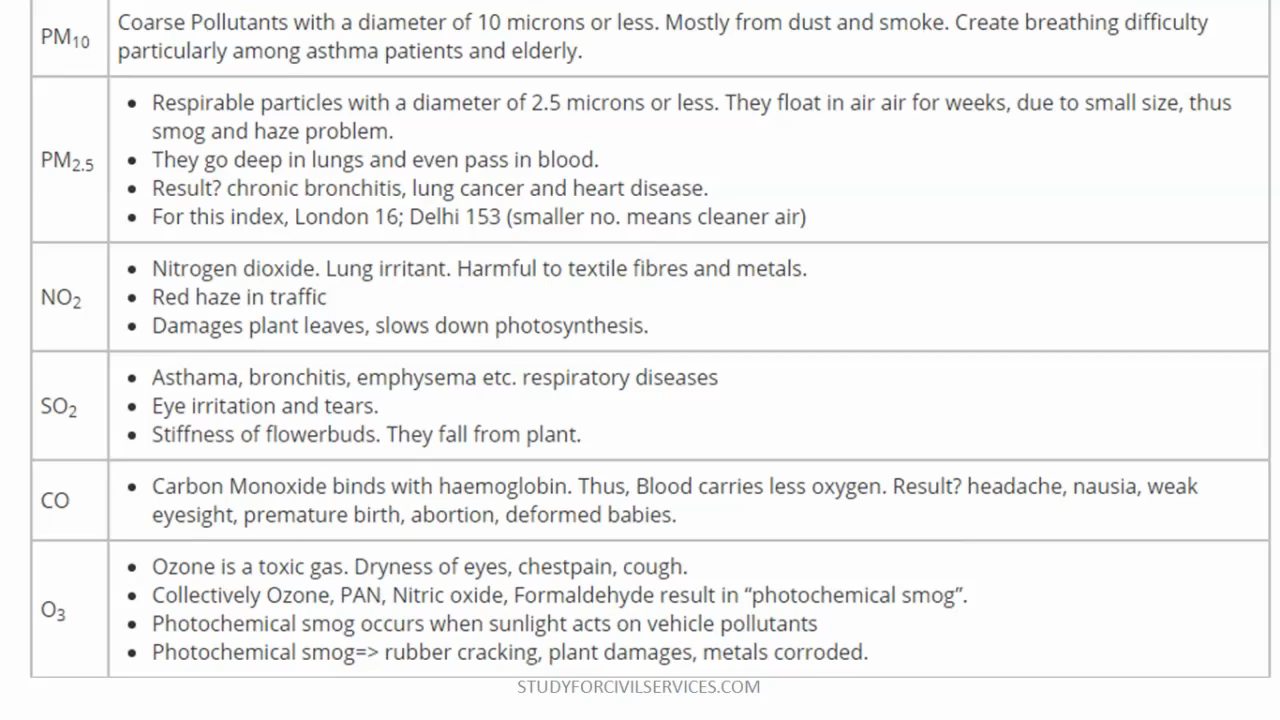 PM10
Coarse Pollutants with a diameter of 10 microns or less. Mostly from dust and smoke. Create breathing difficulty
particularly among asthma patients and elderly.
PM2.5
• Respirable particles with a diameter of 2.5 microns or less. They float in air air for weeks, due to small size, thus
smog and haze problem.
• They go deep in lungs and even pass in blood.
• Result? chronic bronchitis, lung cancer and heart disease.
• For this index, London 16; Delhi 153 (smaller no. means cleaner air)
NO2
• Nitrogen dioxide. Lung irritant. Harmful to textile fibres and metals.
• Red haze in traffic
• Damages plant leaves, slows down photosynthesis.
SO2
• Asthama, bronchitis, emphysema etc. respiratory diseases
• Eye irritation and tears.
• Stiffness of flowerbuds. They fall from plant.
CO
• Carbon Monoxide binds with haemoglobin. Thus, Blood carries less oxygen. Result? headache, nausia, weak
eyesight, premature birth, abortion, deformed babies.
O3
• Ozone is a toxic gas. Dryness of eyes, chestpain, cough.
• Collectively Ozone, PAN, Nitric oxide, Formaldehyde result in “photochemical smog”.
• Photochemical smog occurs when sunlight acts on vehicle pollutants
• Photochemical smog=> rubber cracking, plant damages, metals corroded.
STUDYFORCIVILSERVICES.COM